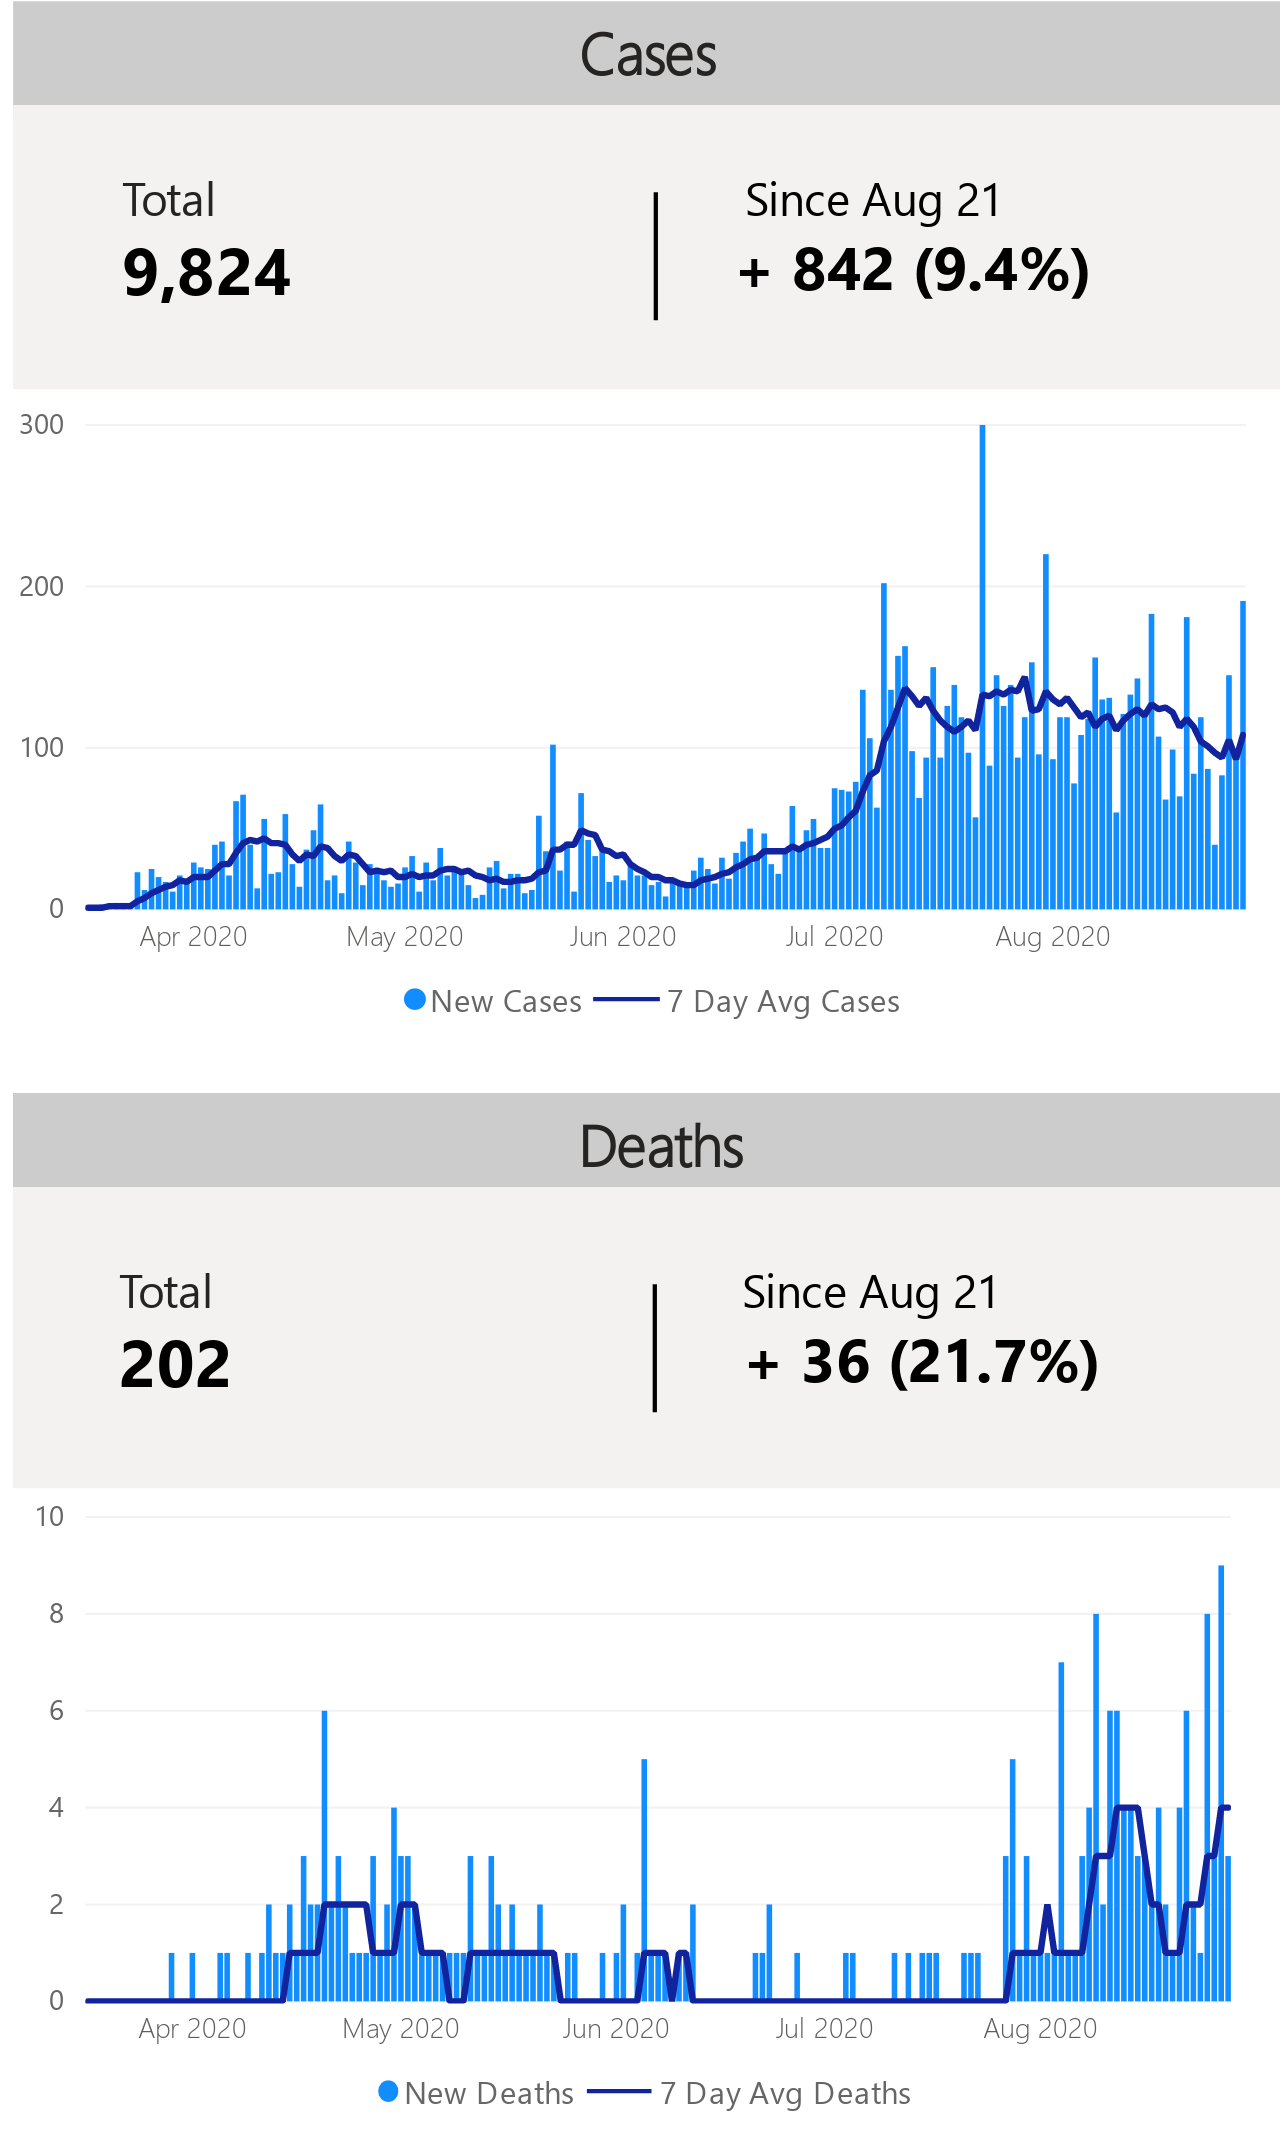 Cases
Total
Since Aug 21
9,824
+ 842 (9.4%)
300
200
100
0
Apr 2020 May 2020 Jun 2020 Jul 2020 Aug 2020
New Cases 7 Day Avg Cases
Deaths
Total
Since Aug 21
202
+ 36 (21.7%)
10
8
6
4
2
0
Apr 2020 May 2020 Jun 2020 Jul 2020 Aug 2020
New Deaths 7 Day Avg Deaths